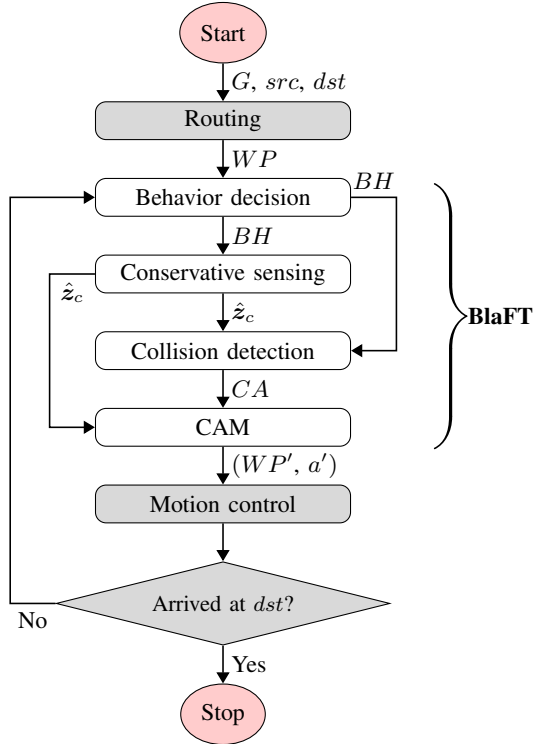 Start
G, src, dst
Routing
WP
Behavior decision
BH
BH
Conservative sensing
ẑ_c
ẑ_c
BlaFT
Collision detection
CA
CAM
(WP′, a′)
Motion control
Arrived at dst?
No
Yes
Stop